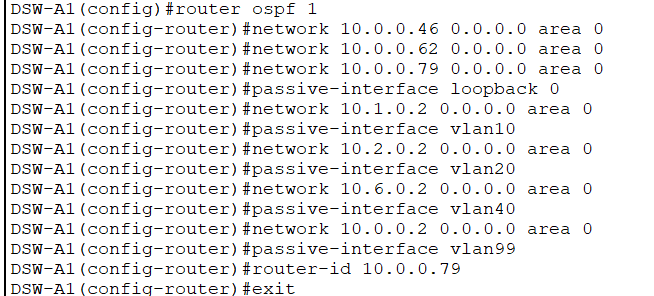 DSW-A1(config)#router ospf 1
DSW-A1(config-router)#network 10.0.0.46 0.0.0.0 area 0
DSW-A1(config-router)#network 10.0.0.62 0.0.0.0 area 0
DSW-A1(config-router)#network 10.0.0.79 0.0.0.0 area 0
DSW-A1(config-router)#passive-interface loopback 0
DSW-A1(config-router)#network 10.1.0.2 0.0.0.0 area 0
DSW-A1(config-router)#passive-interface vlan10
DSW-A1(config-router)#network 10.2.0.2 0.0.0.0 area 0
DSW-A1(config-router)#passive-interface vlan20
DSW-A1(config-router)#network 10.6.0.2 0.0.0.0 area 0
DSW-A1(config-router)#passive-interface vlan40
DSW-A1(config-router)#network 10.0.0.2 0.0.0.0 area 0
DSW-A1(config-router)#passive-interface vlan99
DSW-A1(config-router)#router-id 10.0.0.79
DSW-A1(config-router)#exit